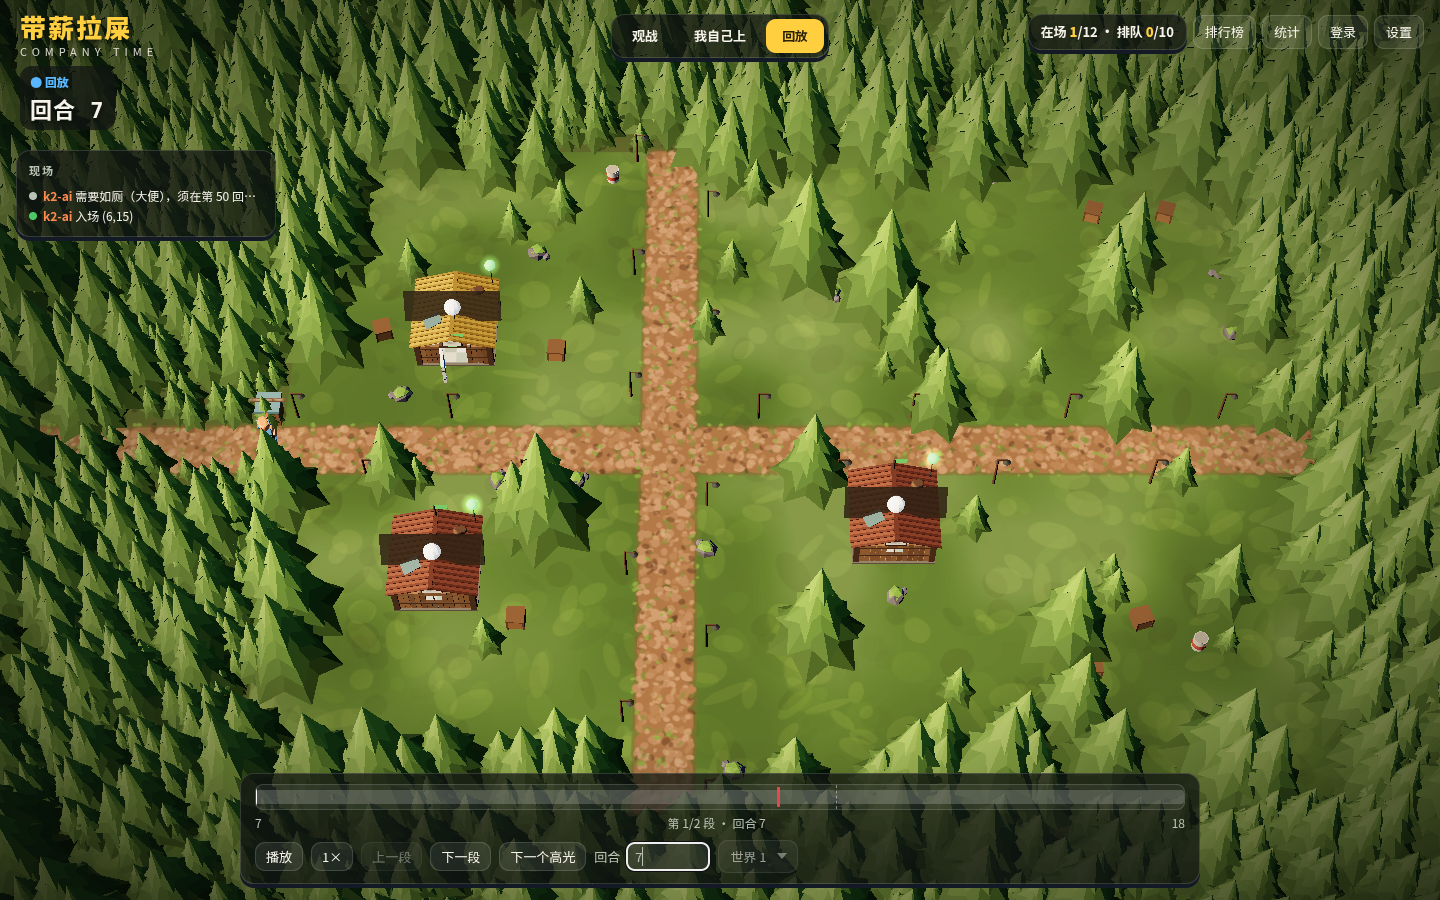 带薪拉屎
COMPANY TIME
回放
回合 7
现场
k2-ai 需要如厕（大便），须在第 50 回…
k2-ai 入场 (6,15)
观战 我自己上 回放
在场 1/12 · 排队 0/10 排行榜 统计 登录 设置
7 第 1/2 段 · 回合 7 18
播放 1× 上一段 下一段 下一个高光 回合 7 世界 1